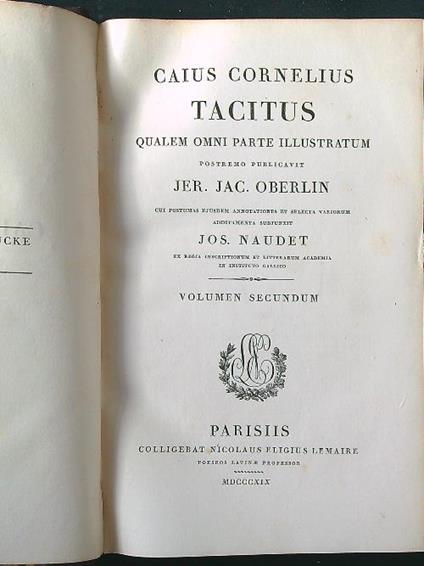 UCKE
CAIUS CORNELIUS
TACITUS
QUALEM OMNI PARTE ILLUSTRATUM
POSTREMO PUBLICAVIT
JER. JAC. OBERLIN
CUI POSTUMAS EJUSDEM ANNOTATIONES ET SELECTA VARIORUM
ADDITAMENTA SUBJUNXIT
JOS. NAUDET
EX REGIA INSCRIPTIONUM ET LITTERARUM ACADEMIA
IN INSTITUTO GALLICO
VOLUMEN SECUNDUM
PARISIIS
COLLIGEBAT NICOLAUS ELIGIUS LEMAIRE
POESEOS LATINÆ PROFESSOR
MDCCCXIX